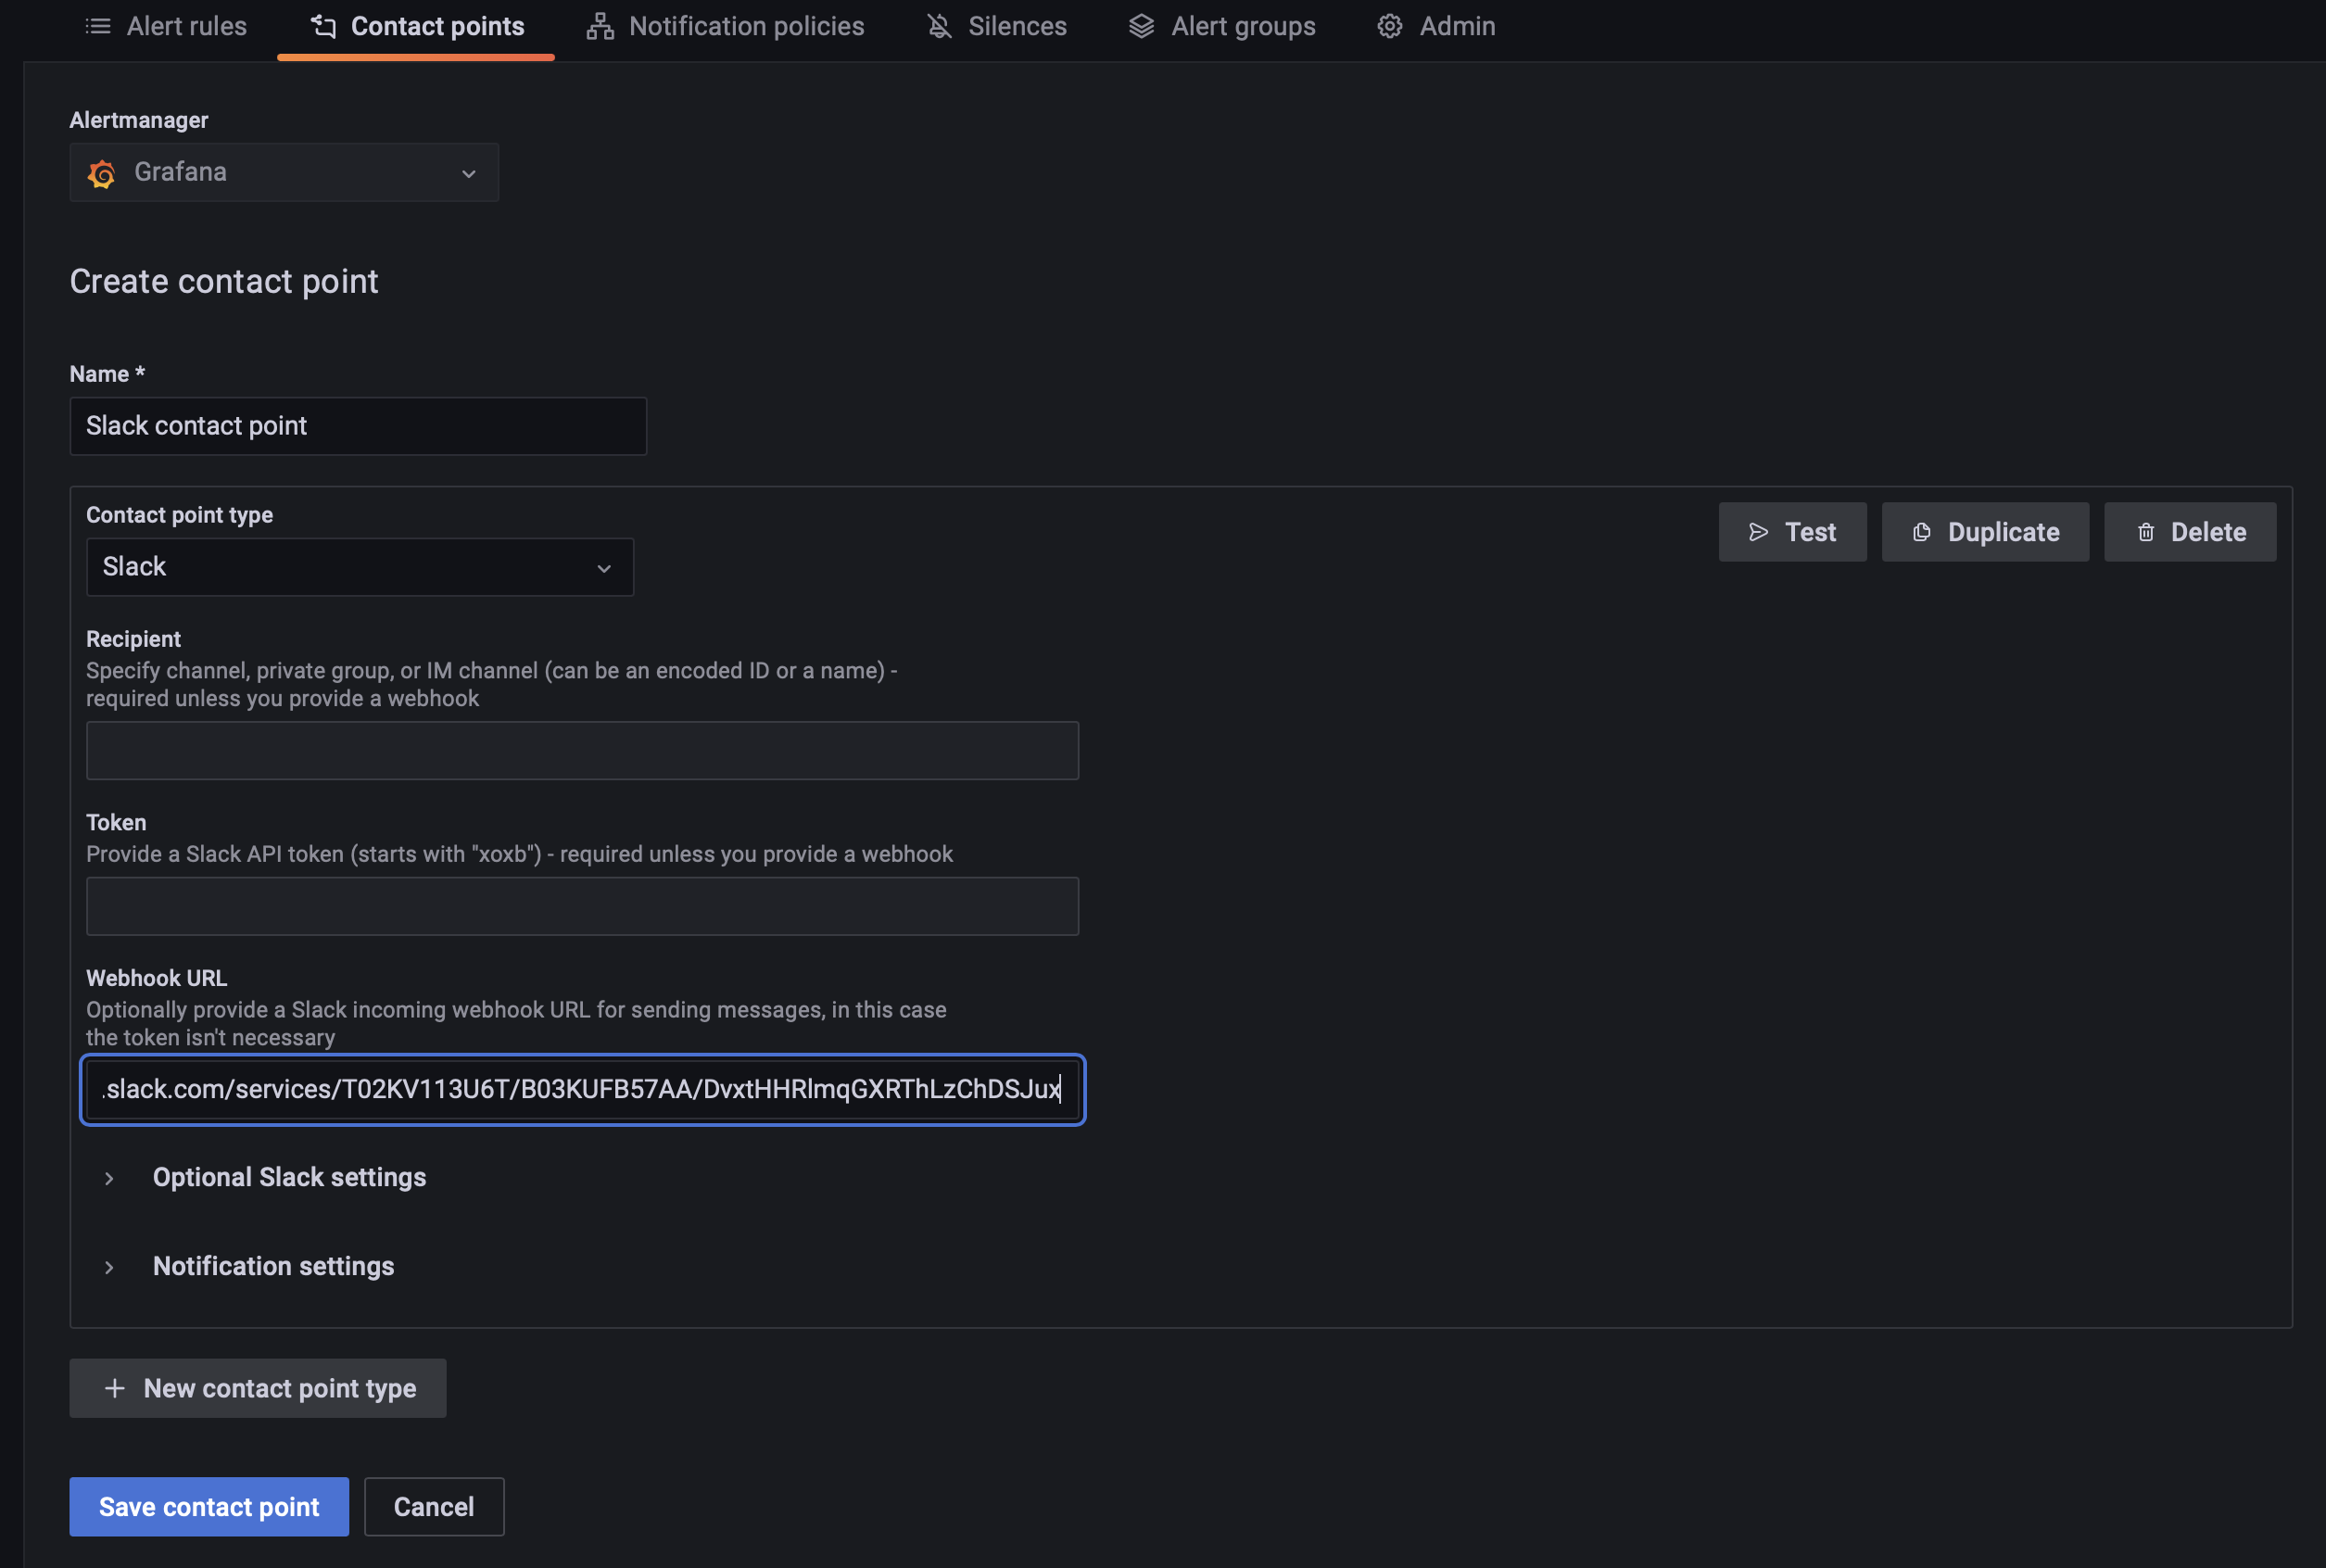 Alert rules Contact points Notification policies Silences Alert groups Admin
Alertmanager
Grafana
Create contact point
Name *
Slack contact point
Contact point type
Test Duplicate Delete
Slack
Recipient
Specify channel, private group, or IM channel (can be an encoded ID or a name) -
required unless you provide a webhook
Token
Provide a Slack API token (starts with "xoxb") - required unless you provide a webhook
Webhook URL
Optionally provide a Slack incoming webhook URL for sending messages, in this case
the token isn't necessary
.slack.com/services/T02KV113U6T/B03KUFB57AA/DvxtHHRlmqGXRThLzChDSJux
Optional Slack settings
Notification settings
New contact point type
Save contact point Cancel